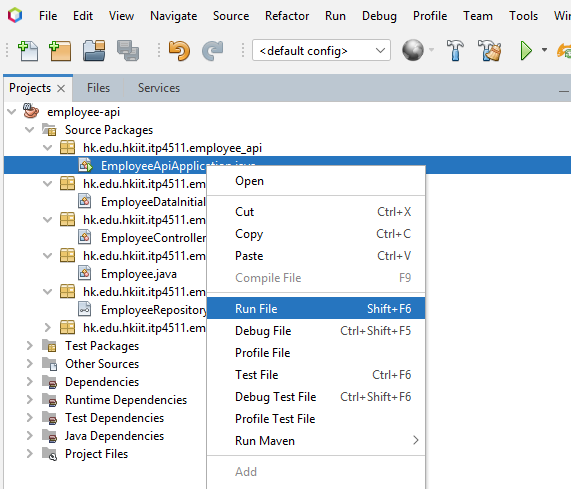 File Edit View Navigate Source Refactor Run Debug Profile Team Tools
<default config>
Projects Files Services
employee-api
Source Packages
hk.edu.hkiit.itp4511.employee_api
EmployeeApiApplication.java
hk.edu.hkiit.itp4511.em
EmployeeDataInitial
hk.edu.hkiit.itp4511.em
EmployeeController
hk.edu.hkiit.itp4511.em
Employee.java
hk.edu.hkiit.itp4511.em
EmployeeRepository
hk.edu.hkiit.itp4511.em
Test Packages
Other Sources
Dependencies
Runtime Dependencies
Test Dependencies
Java Dependencies
Project Files
Open
Cut Ctrl+X
Copy Ctrl+C
Paste Ctrl+V
Compile File F9
Run File Shift+F6
Debug File Ctrl+Shift+F5
Profile File
Test File Ctrl+F6
Debug Test File Ctrl+Shift+F6
Profile Test File
Run Maven
Add